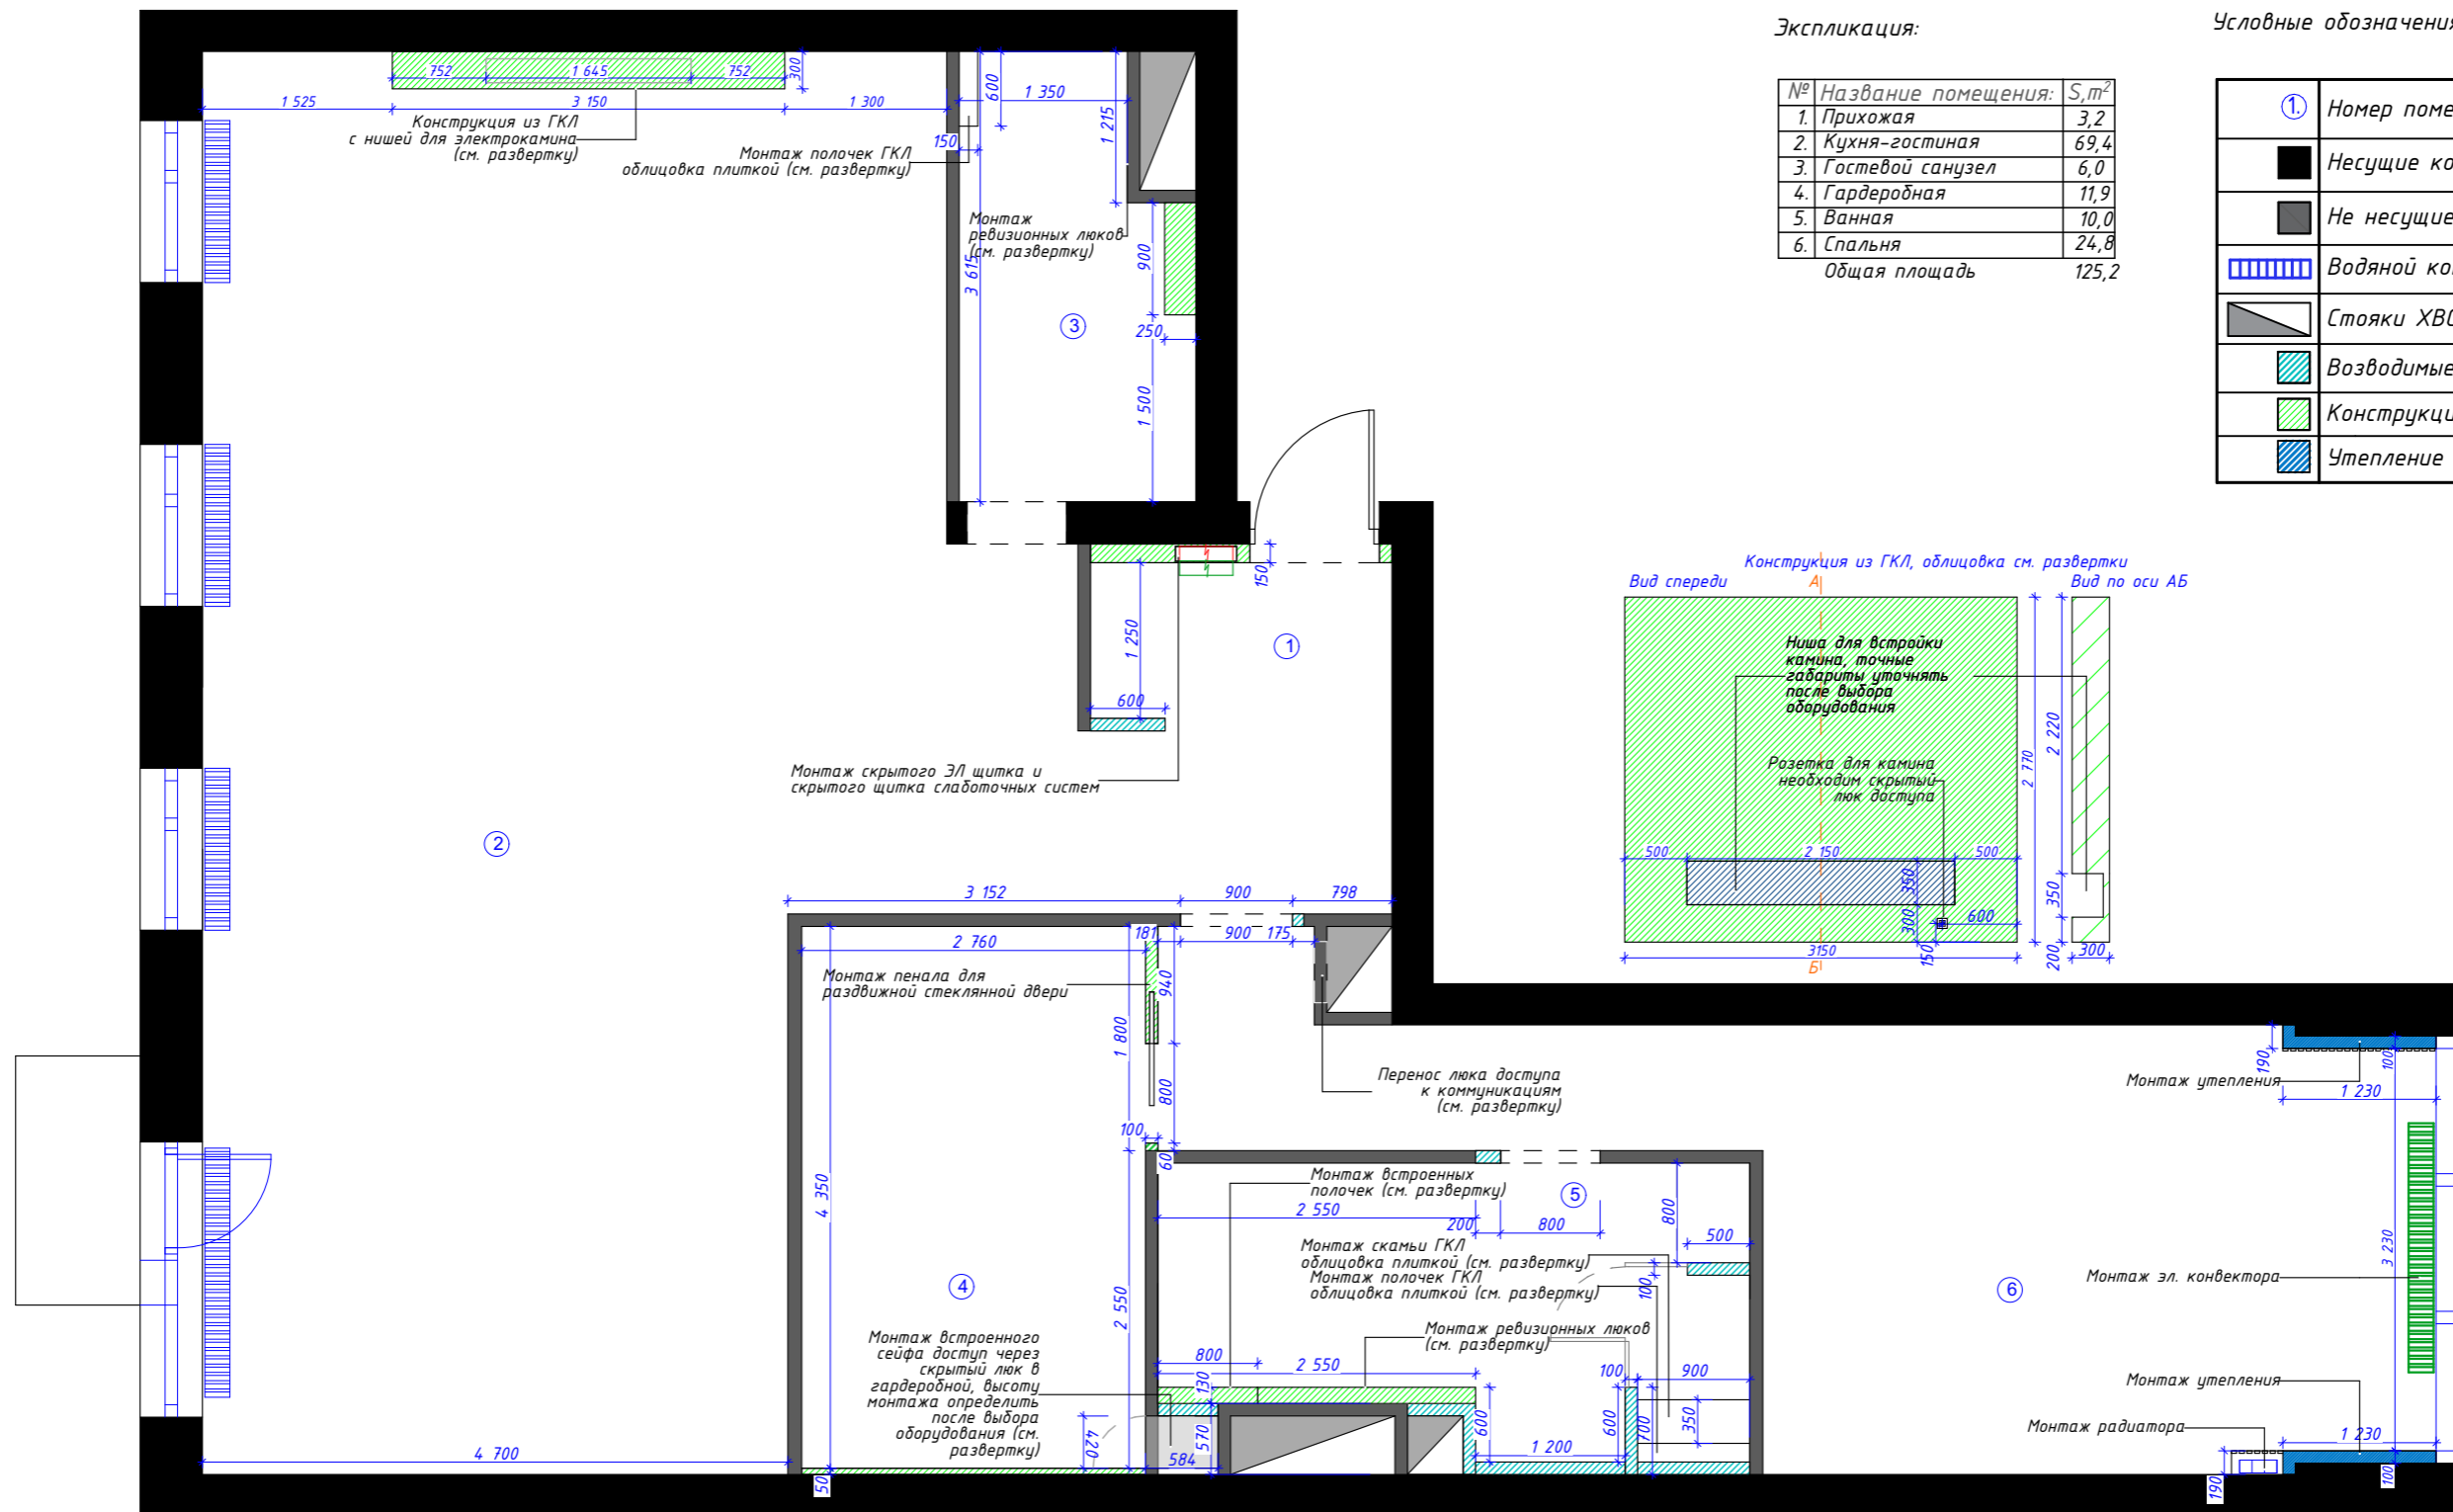 Экспликация:
№ Название помещения: S,m²
1. Прихожая 3,2
2. Кухня-гостиная 69,4
3. Гостевой санузел 6,0
4. Гардеробная 11,9
5. Ванная 10,0
6. Спальня 24,8
Общая площадь 125,2
Условные обозначения
1. Номер поме
Несущие ко
Не несущие
Водяной ко
Стояки ХВ
Возводимые
Конструкци
Утепление
752 1 645 752 300
1 525 3 150 1 300
Конструкция из ГКЛ
с нишей для электрокамина
(см. развертку)
Монтаж полочек ГКЛ
облицовка плиткой (см. развертку)
600 1 350
1 215
150
Монтаж
ревизионных люков
(см. развертку)
3 615
900
3
250
1 500
150
1 250
1
600
Монтаж скрытого ЭЛ щитка и
скрытого щитка слаботочных систем
2
Конструкция из ГКЛ, облицовка см. развертки
Вид спереди
А
Вид по оси АБ
Ниша для встройки
камина, точные
габариты уточнять
после выбора
оборудования
2 220
2 770
Розетка для камина
необходим скрытый
люк доступа
500 2 150 500
350
350
300
600
150
3150
200
300
Б
3 152 900 798
2 760 181 900 175
Монтаж пенала для
раздвижной стеклянной двери
940
1 800
800
100
60
4 350
Перенос люка доступа
к коммуникациям
(см. развертку)
190
100
Монтаж утепления
1 230
Монтаж встроенных
полочек (см. развертку)
5
2 550
200 800
800
500
Монтаж скамьи ГКЛ
облицовка плиткой (см. развертку)
Монтаж полочек ГКЛ
облицовка плиткой (см. развертку)
100
3 230
Монтаж эл. конвектора
6
4
2 550
Монтаж встроенного
сейфа доступ через
скрытый люк в
гардеробной, высоту
монтажа определить
после выбора
оборудования (см.
развертку)
Монтаж ревизионных люков
(см. развертку)
800 2 550 100 900
130
600
600
700
350
Монтаж утепления
Монтаж радиатора
1 230
4 700
420
570
584
1 200
50
190
100